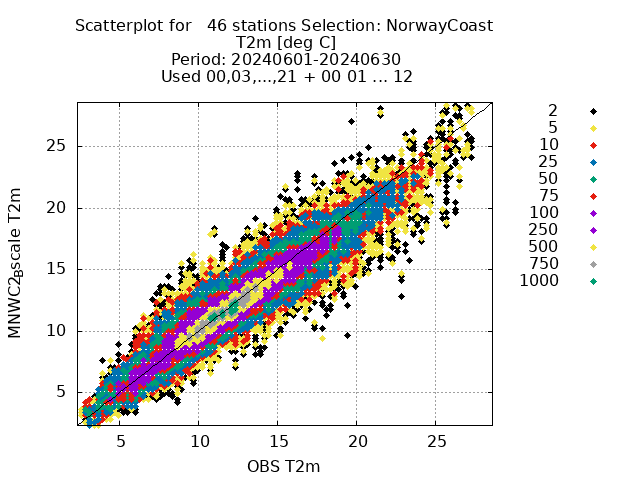 Scatterplot for 46 stations Selection: NorwayCoast
T2m [deg C]
Period: 20240601-20240630
Used 00,03,...,21 + 00 01 ... 12
2
5
10
25
50
75
100
250
500
750
1000
25
20
15
10
5
MNWC2Bscale T2m
5 10 15 20 25
OBS T2m